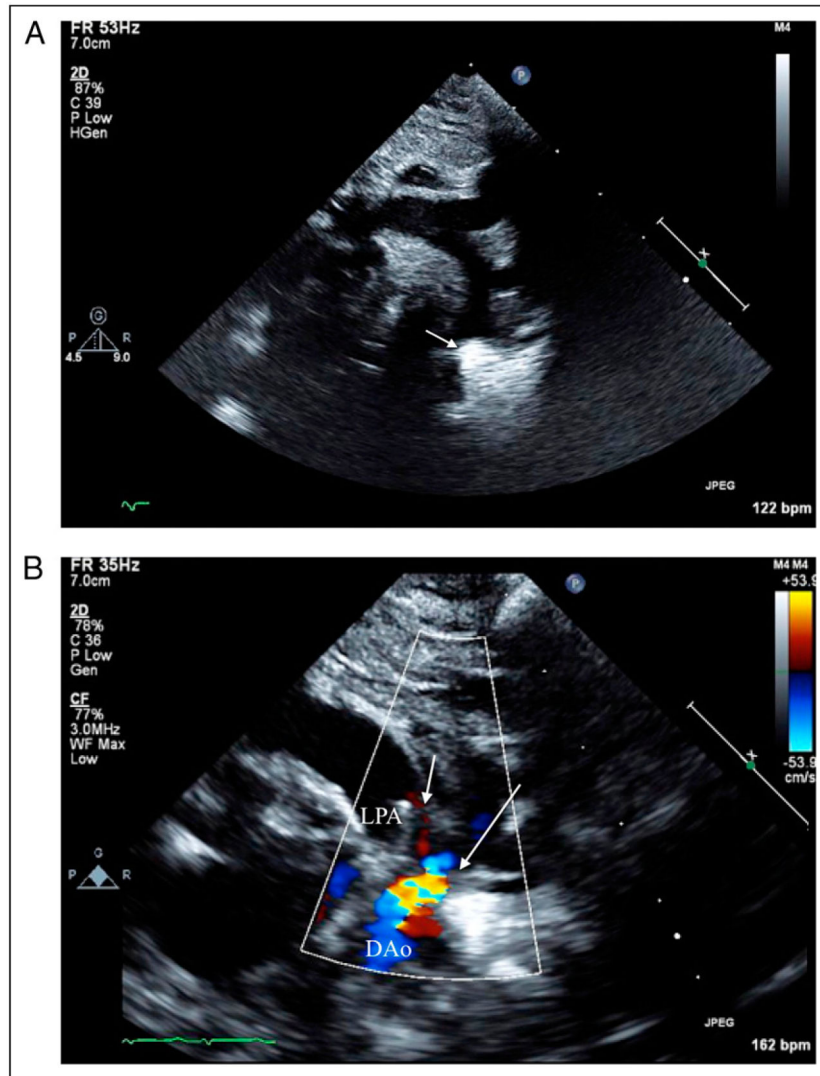 A
FR 53Hz
7.0cm
M4
2D
87%
C 39
P Low
HGen
P
x
G
P R
4.5 9.0
JPEG
122 bpm
B
FR 35Hz
7.0cm
M4 M4
+53.9
2D
78%
C 36
P Low
Gen
P
CF
77%
3.0MHz
WF Max
Low
-53.9
cm/s
x
LPA
G
P R
DAo
JPEG
162 bpm